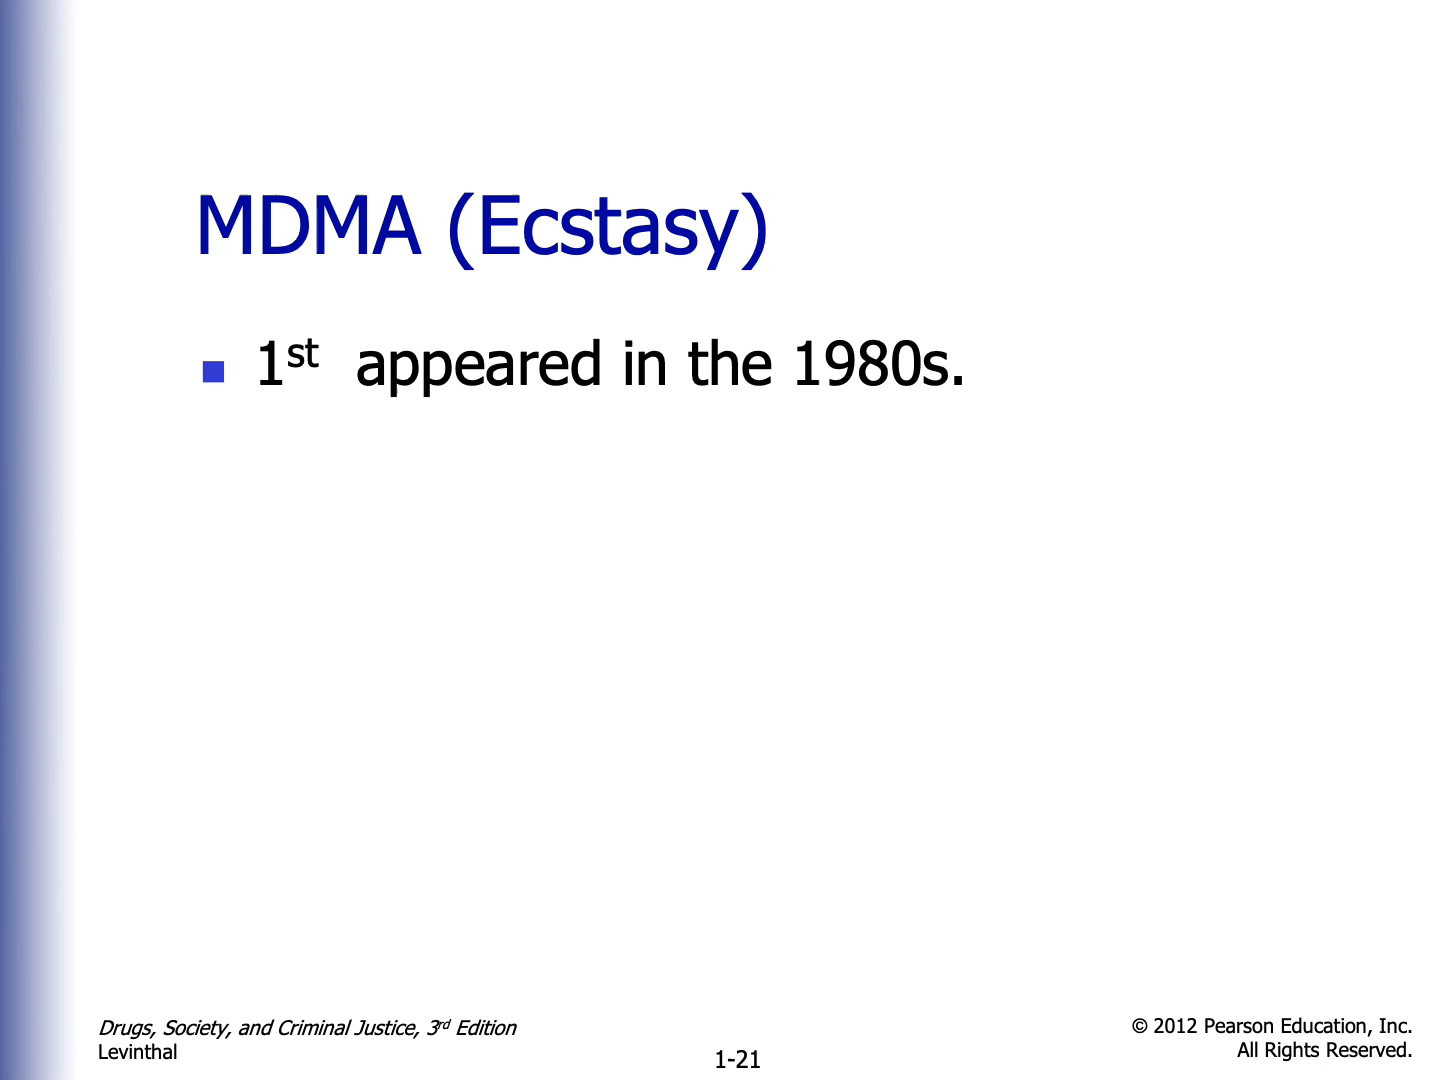 MDMA (Ecstasy)
1st appeared in the 1980s.
Drugs, Society, and Criminal Justice, 3rd Edition
Levinthal
1-21
© 2012 Pearson Education, Inc.
All Rights Reserved.